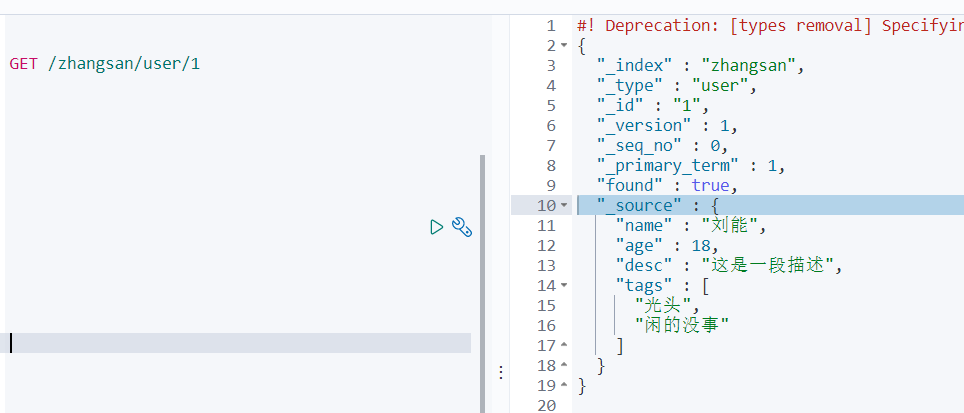 GET /zhangsan/user/1
1 #! Deprecation: [types removal] Specifyin
2 {
3 "_index" : "zhangsan",
4 "_type" : "user",
5 "_id" : "1",
6 "_version" : 1,
7 "_seq_no" : 0,
8 "_primary_term" : 1,
9 "found" : true,
10 "_source" : {
11 "name" : "刘能",
12 "age" : 18,
13 "desc" : "这是一段描述",
14 "tags" : [
15 "光头",
16 "闲的没事"
17 ]
18 }
19 }
20